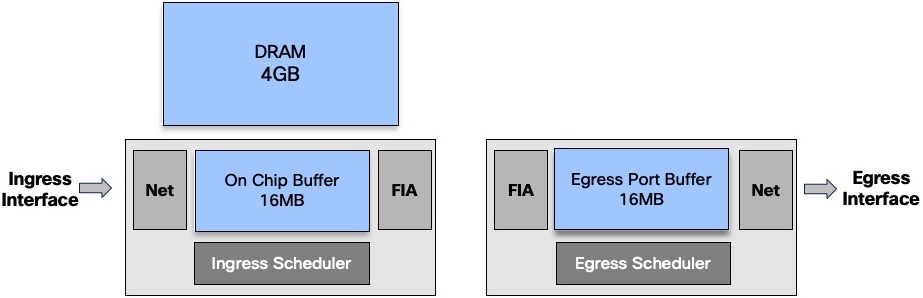 DRAM
4GB
Ingress
Interface
Net
On Chip Buffer
16MB
FIA
Ingress Scheduler
FIA
Egress Port Buffer
16MB
Net
Egress Scheduler
Egress
Interface